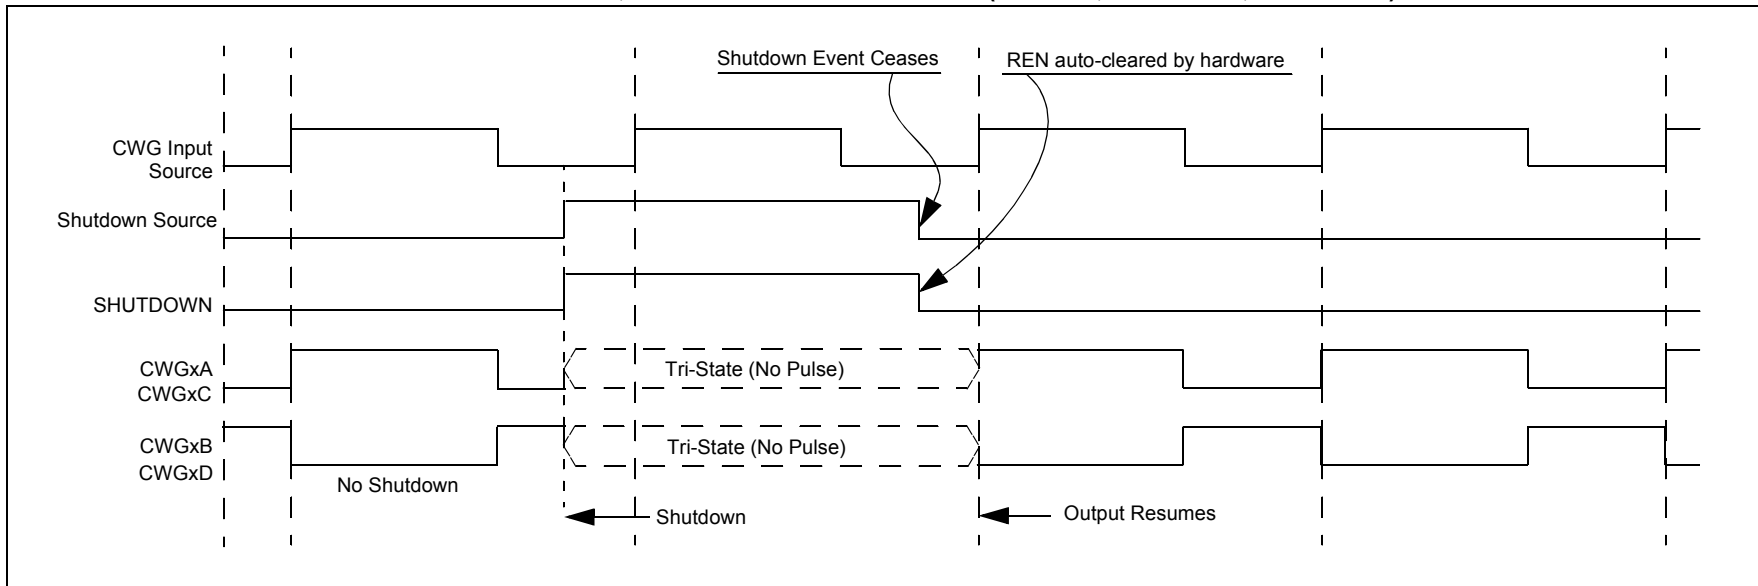 Shutdown Event Ceases
REN auto-cleared by hardware
CWG Input
Source
Shutdown Source
SHUTDOWN
CWGxA
CWGxC
Tri-State (No Pulse)
CWGxB
CWGxD
Tri-State (No Pulse)
No Shutdown
Shutdown
Output Resumes